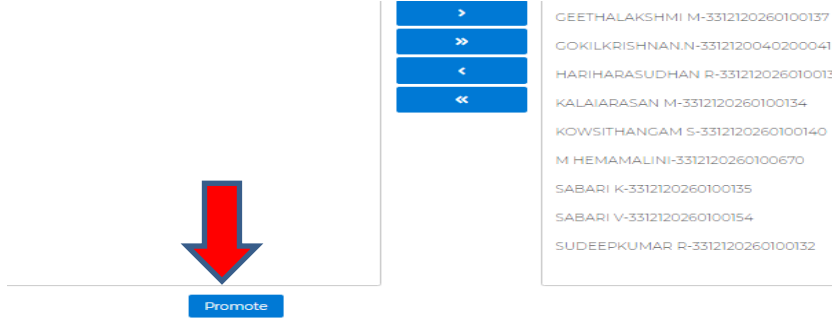 >
GEETHALAKSHMI M-3312120260100137
»
GOKILKRISHNAN.N-3312120040200041
<
HARIHARASUDHAN R-331212026010013
«
KALAIARASAN M-3312120260100134
KOWSITHANGAM S-3312120260100140
M HEMAMALINI-3312120260100670
SABARI K-3312120260100135
SABARI V-3312120260100154
SUDEEPKUMAR R-3312120260100132
Promote